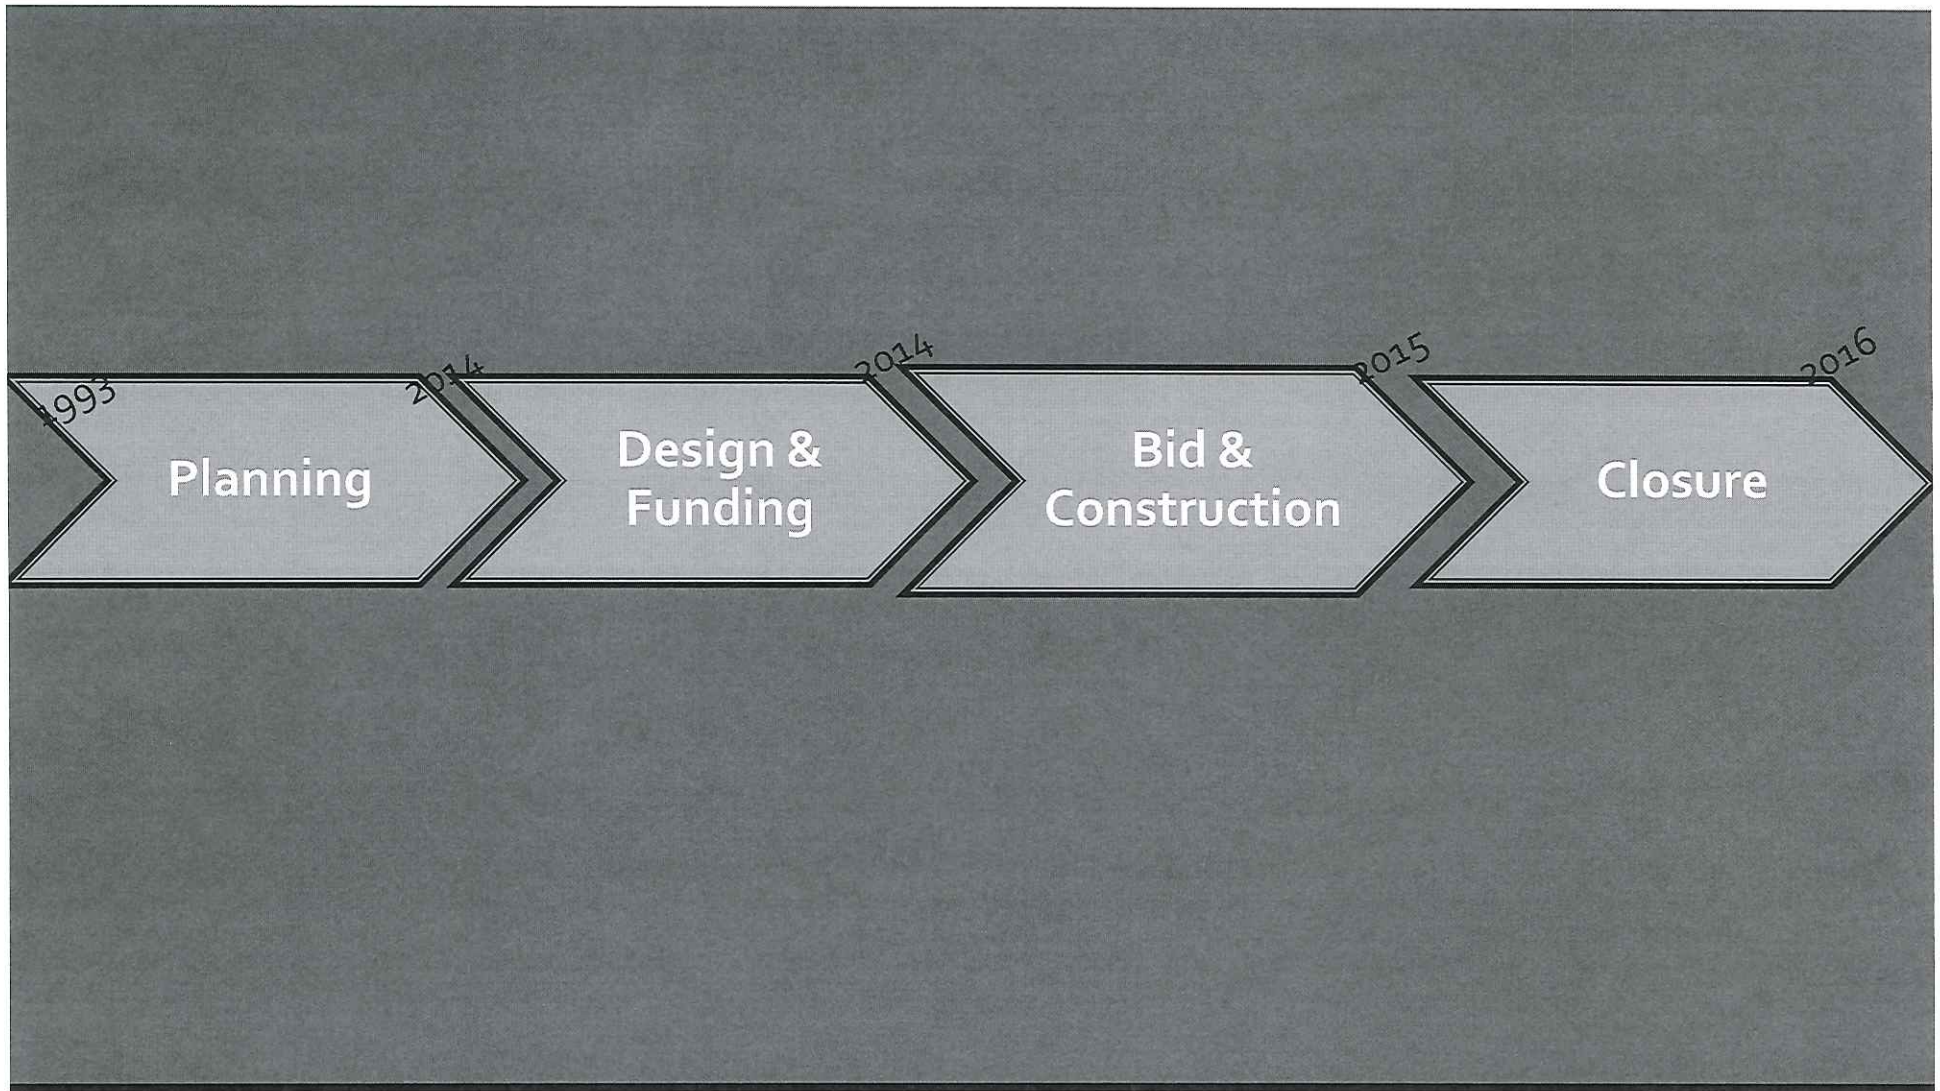 1993
2014
2014
2015
2016
Planning
Design &
Funding
Bid &
Construction
Closure